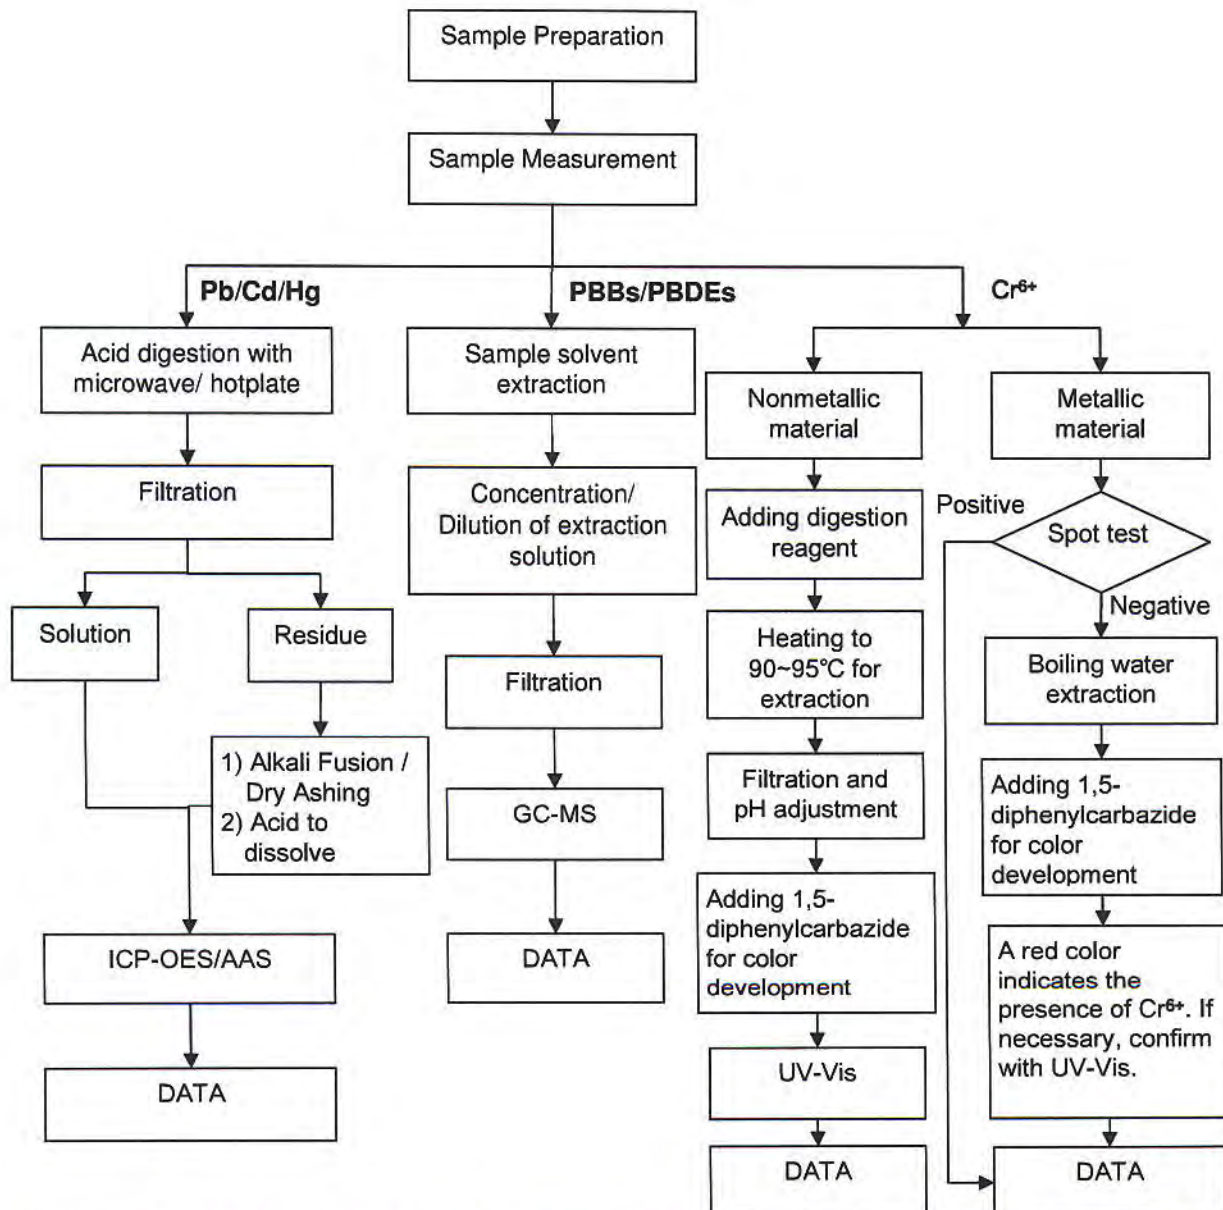 Sample Preparation
Sample Measurement
Pb/Cd/Hg
PBBs/PBDEs
Cr⁶⁺
Acid digestion with
microwave/ hotplate
Filtration
Solution
Residue
1) Alkali Fusion /
Dry Ashing
2) Acid to
dissolve
ICP-OES/AAS
DATA
Sample solvent
extraction
Concentration/
Dilution of extraction
solution
Filtration
GC-MS
DATA
Nonmetallic
material
Adding digestion
reagent
Heating to
90~95°C for
extraction
Filtration and
pH adjustment
Adding 1,5-
diphenylcarbazide
for color
development
UV-Vis
DATA
Metallic
material
Positive
Spot test
Negative
Boiling water
extraction
Adding 1,5-
diphenylcarbazide
for color
development
A red color
indicates the
presence of Cr⁶⁺. If
necessary, confirm
with UV-Vis.
DATA